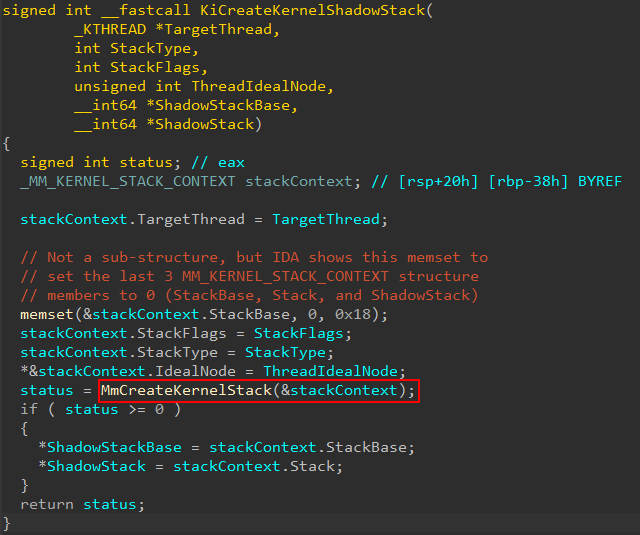 signed int __fastcall KiCreateKernelShadowStack(
_KTHREAD *TargetThread,
int StackType,
int StackFlags,
unsigned int ThreadIdealNode,
__int64 *ShadowStackBase,
__int64 *ShadowStack)
{
signed int status; // eax
_MM_KERNEL_STACK_CONTEXT stackContext; // [rsp+20h] [rbp-38h] BYREF
stackContext.TargetThread = TargetThread;
// Not a sub-structure, but IDA shows this memset to
// set the last 3 MM_KERNEL_STACK_CONTEXT structure
// members to 0 (StackBase, Stack, and ShadowStack)
memset(&stackContext.StackBase, 0, 0x18);
stackContext.StackFlags = StackFlags;
stackContext.StackType = StackType;
*&stackContext.IdealNode = ThreadIdealNode;
status = MmCreateKernelStack(&stackContext);
if ( status >= 0 )
{
*ShadowStackBase = stackContext.StackBase;
*ShadowStack = stackContext.Stack;
}
return status;
}